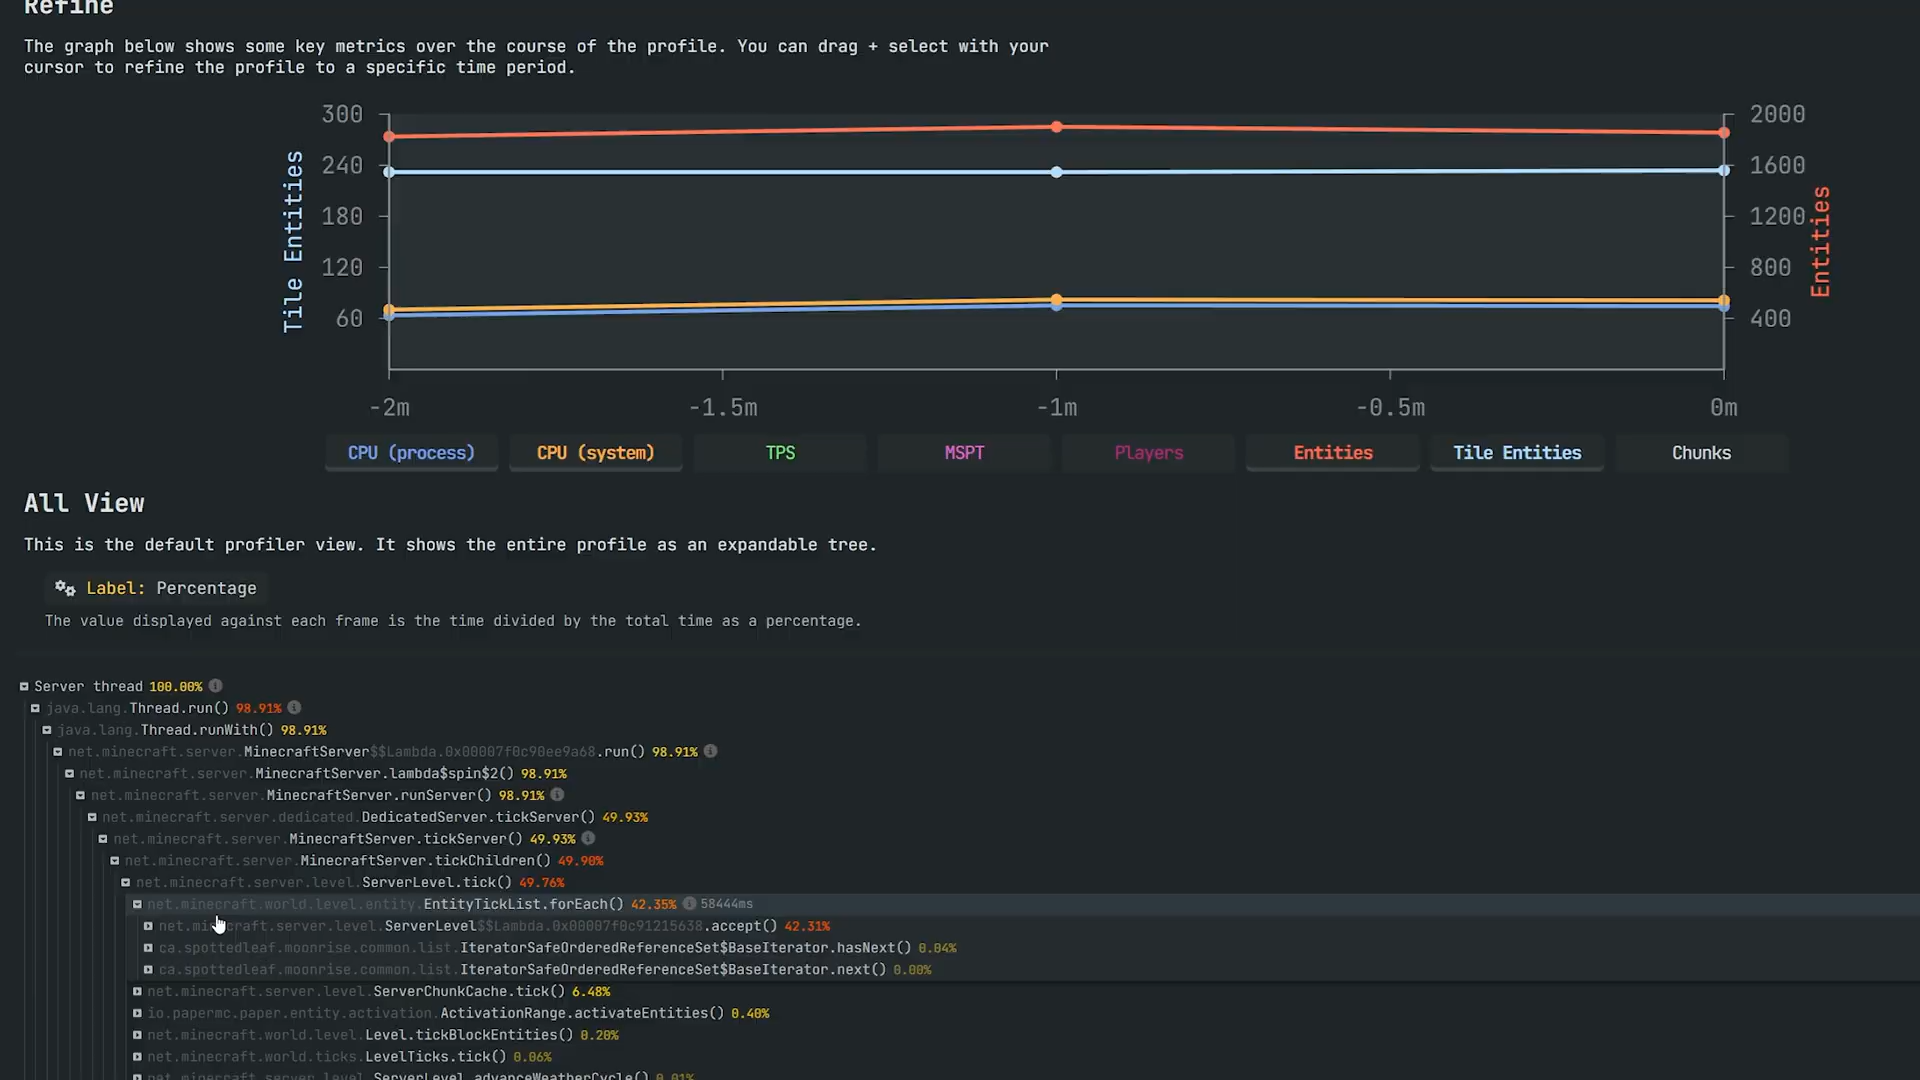 Refine
The graph below shows some key metrics over the course of the profile. You can drag + select with your
cursor to refine the profile to a specific time period.
300
240
180
120
60
Tile Entities
2000
1600
1200
800
400
Entities
-2m
-1.5m
-1m
-0.5m
0m
CPU (process)
CPU (system)
TPS
MSPT
Players
Entities
Tile Entities
Chunks
All View
This is the default profiler view. It shows the entire profile as an expandable tree.
Label: Percentage
The value displayed against each frame is the time divided by the total time as a percentage.
Server thread 100.00%
java.lang.Thread.run() 98.91%
java.lang.Thread.runWith() 98.91%
net.minecraft.server.MinecraftServer$$Lambda.0x00007f0c90ee9a68.run() 98.91%
net.minecraft.server.MinecraftServer.lambda$spin$2() 98.91%
net.minecraft.server.MinecraftServer.runServer() 98.91%
net.minecraft.server.dedicated.DedicatedServer.tickServer() 49.93%
net.minecraft.server.MinecraftServer.tickServer() 49.93%
net.minecraft.server.MinecraftServer.tickChildren() 49.90%
net.minecraft.server.level.ServerLevel.tick() 49.76%
net.minecraft.world.level.entity.EntityTickList.forEach() 42.35% 58444ms
net.minecraft.server.level.ServerLevel$$Lambda.0x00007f0c91215638.accept() 42.31%
ca.spottedleaf.moonrise.common.list.IteratorSafeOrderedReferenceSet$BaseIterator.hasNext() 0.04%
ca.spottedleaf.moonrise.common.list.IteratorSafeOrderedReferenceSet$BaseIterator.next() 0.00%
net.minecraft.server.level.ServerChunkCache.tick() 6.48%
io.papermc.paper.entity.activation.ActivationRange.activateEntities() 0.40%
net.minecraft.world.level.Level.tickBlockEntities() 0.20%
net.minecraft.world.ticks.LevelTicks.tick() 0.06%
net.minecraft.server.level.ServerLevel.advanceWeatherCycle() 0.01%